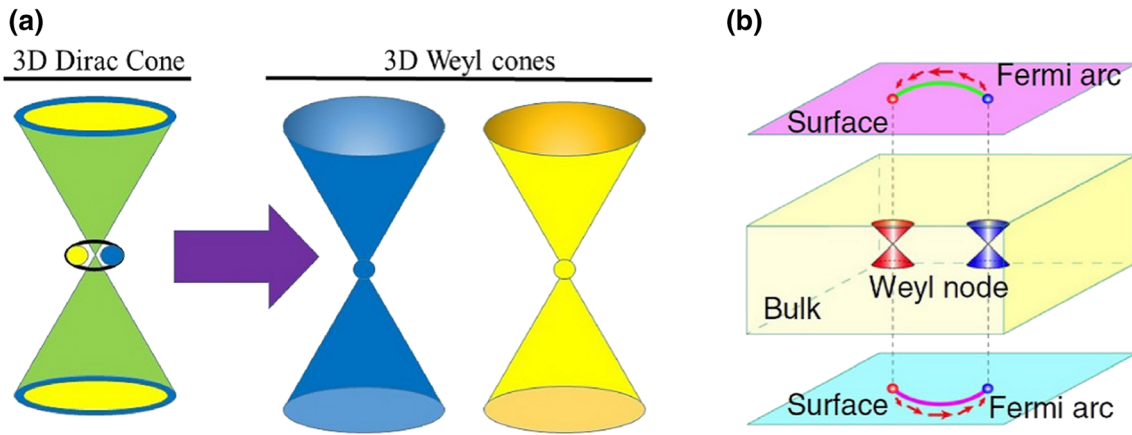 (a)
3D Dirac Cone
3D Weyl cones
(b)
Fermi arc
Surface
Weyl node
Bulk
Surface
Fermi arc